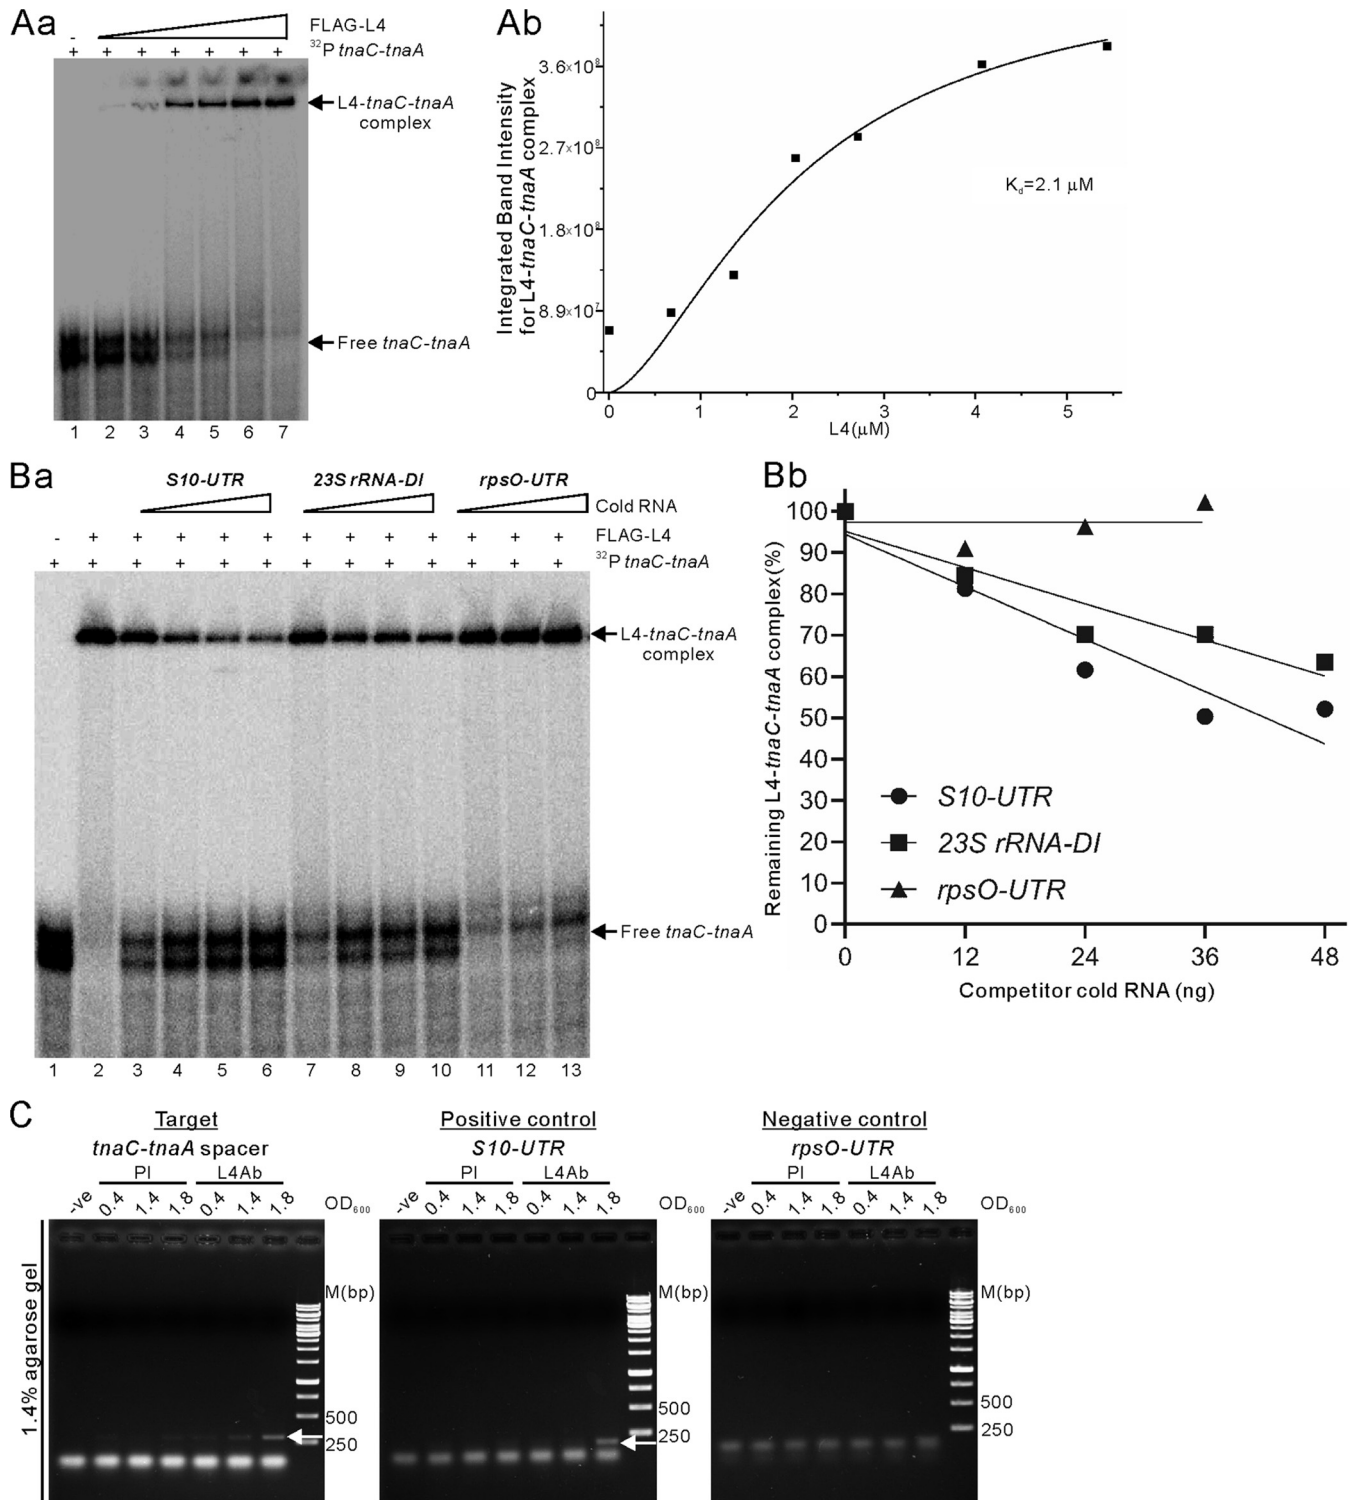 Aa
- FLAG-L4
+ + + + + + + ³²P tnaC-tnaA
L4-tnaC-tnaA
complex
Free tnaC-tnaA
1 2 3 4 5 6 7
Ab
Integrated Band Intensity
for L4-tnaC-tnaA complex
3.6×10⁸
2.7×10⁸
1.8×10⁸
8.9×10⁷
0
K_d=2.1 μM
0 1 2 3 4 5
L4(μM)
Ba
S10-UTR 23S rRNA-DI rpsO-UTR
Cold RNA
- + + + + + + + + + + + + FLAG-L4
+ + + + + + + + + + + + + ³²P tnaC-tnaA
L4-tnaC-tnaA
complex
Free tnaC-tnaA
1 2 3 4 5 6 7 8 9 10 11 12 13
Bb
Remaining L4-tnaC-tnaA complex(%)
100
90
80
70
60
50
40
30
20
10
0
S10-UTR
23S rRNA-DI
rpsO-UTR
0 12 24 36 48
Competitor cold RNA (ng)
C
Target
tnaC-tnaA spacer
PI L4Ab
-ve 0.4 1.4 1.8 0.4 1.4 1.8 OD₆₀₀
M(bp)
500
250
1.4% agarose gel
Positive control
S10-UTR
PI L4Ab
-ve 0.4 1.4 1.8 0.4 1.4 1.8 OD₆₀₀
M(bp)
500
250
Negative control
rpsO-UTR
PI L4Ab
-ve 0.4 1.4 1.8 0.4 1.4 1.8 OD₆₀₀
M(bp)
500
250